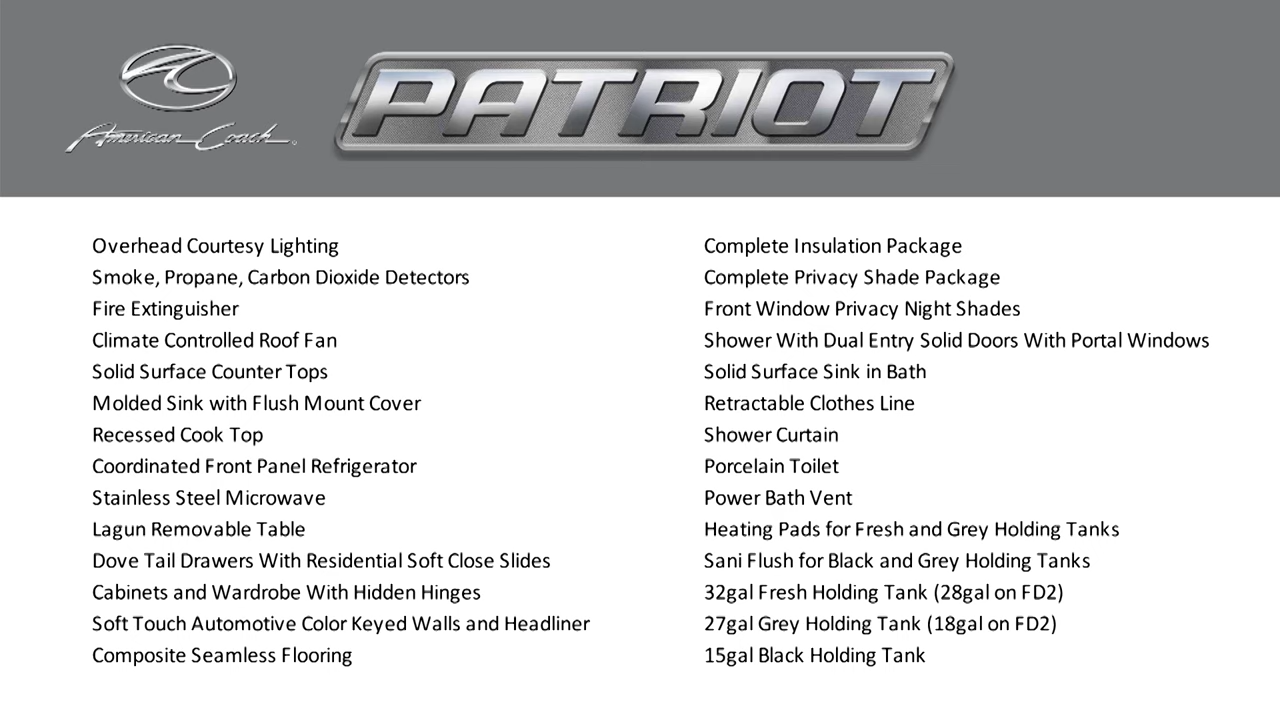 American Coach
PATRIOT
Overhead Courtesy Lighting
Smoke, Propane, Carbon Dioxide Detectors
Fire Extinguisher
Climate Controlled Roof Fan
Solid Surface Counter Tops
Molded Sink with Flush Mount Cover
Recessed Cook Top
Coordinated Front Panel Refrigerator
Stainless Steel Microwave
Lagun Removable Table
Dove Tail Drawers With Residential Soft Close Slides
Cabinets and Wardrobe With Hidden Hinges
Soft Touch Automotive Color Keyed Walls and Headliner
Composite Seamless Flooring
Complete Insulation Package
Complete Privacy Shade Package
Front Window Privacy Night Shades
Shower With Dual Entry Solid Doors With Portal Windows
Solid Surface Sink in Bath
Retractable Clothes Line
Shower Curtain
Porcelain Toilet
Power Bath Vent
Heating Pads for Fresh and Grey Holding Tanks
Sani Flush for Black and Grey Holding Tanks
32gal Fresh Holding Tank (28gal on FD2)
27gal Grey Holding Tank (18gal on FD2)
15gal Black Holding Tank